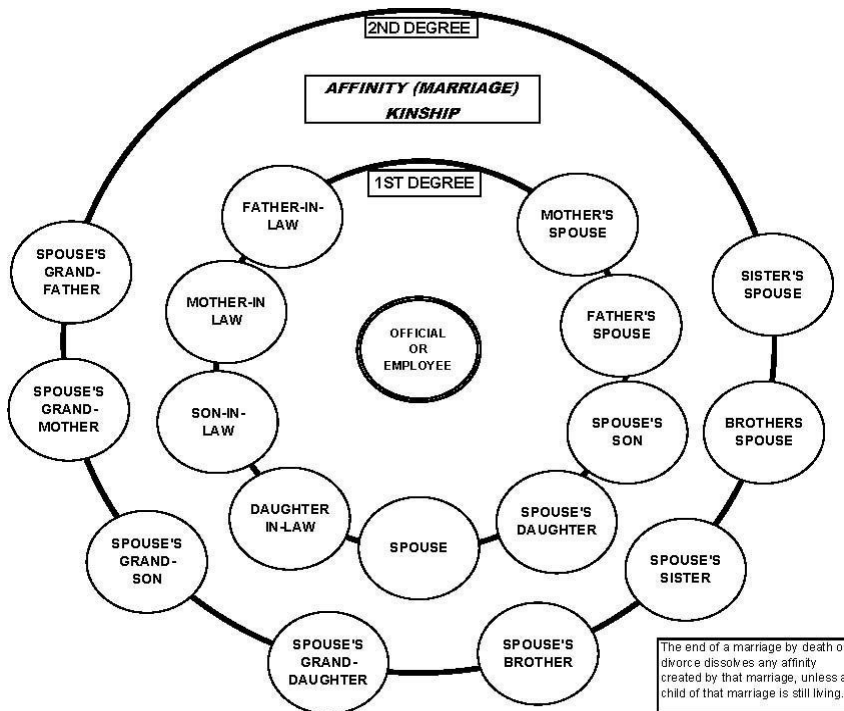 2ND DEGREE
AFFINITY (MARRIAGE)
KINSHIP
1ST DEGREE
FATHER-IN-
LAW
MOTHER'S
SPOUSE
SPOUSE'S
GRAND-
FATHER
MOTHER-IN
LAW
OFFICIAL
OR
EMPLOYEE
FATHER'S
SPOUSE
SISTER'S
SPOUSE
SPOUSE'S
GRAND-
MOTHER
SON-IN-
LAW
SPOUSE'S
SON
BROTHERS
SPOUSE
DAUGHTER
IN-LAW
SPOUSE
SPOUSE'S
DAUGHTER
SPOUSE'S
GRAND-
SON
SPOUSE'S
SISTER
SPOUSE'S
GRAND-
DAUGHTER
SPOUSE'S
BROTHER
The end of a marriage by death o
divorce dissolves any affinity
created by that marriage, unless a
child of that marriage is still living.